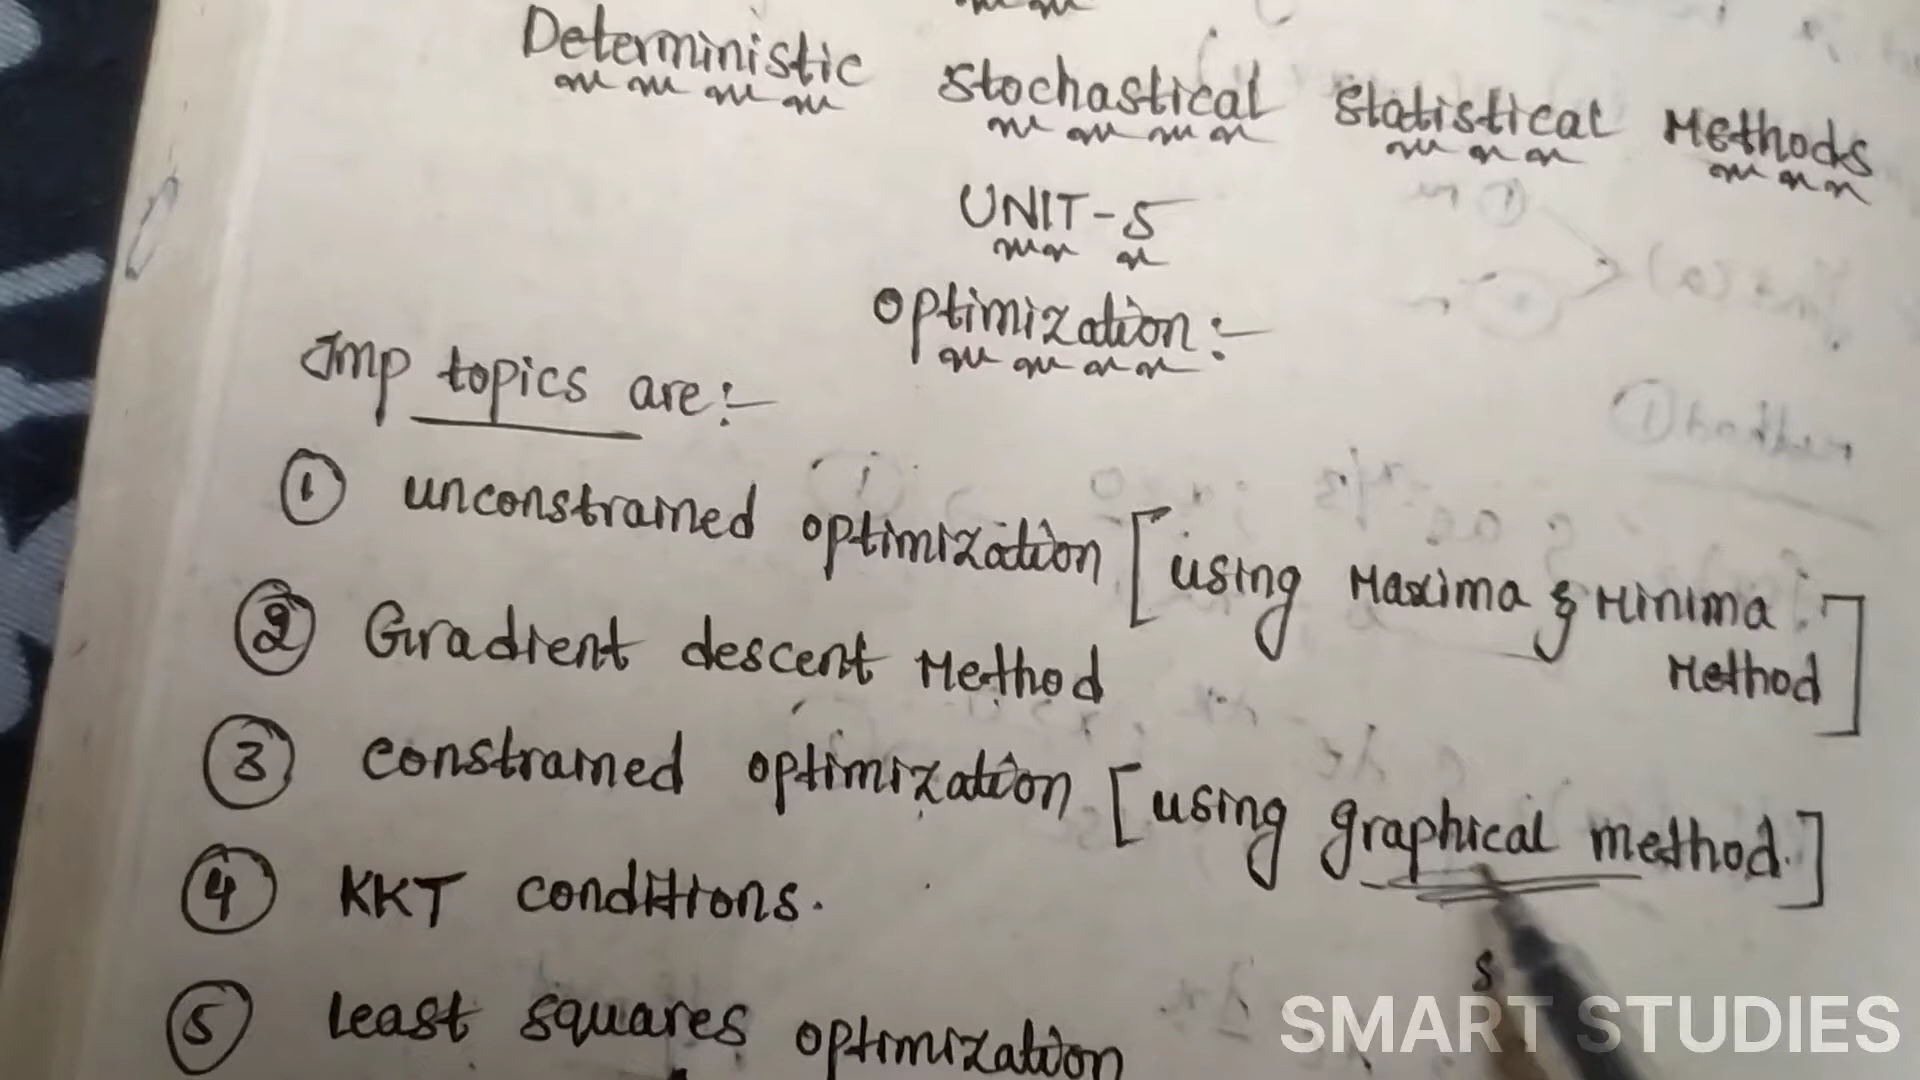 Deterministic Stochastical Statistical Methods
UNIT-5
Optimization:-
Imp topics are:-
① unconstrained optimization [using Maxima & Minima Method]
② Gradient descent Method
③ constrained optimization [using graphical method.]
④ KKT conditions.
⑤ Least squares optimization
S
SMART STUDIES